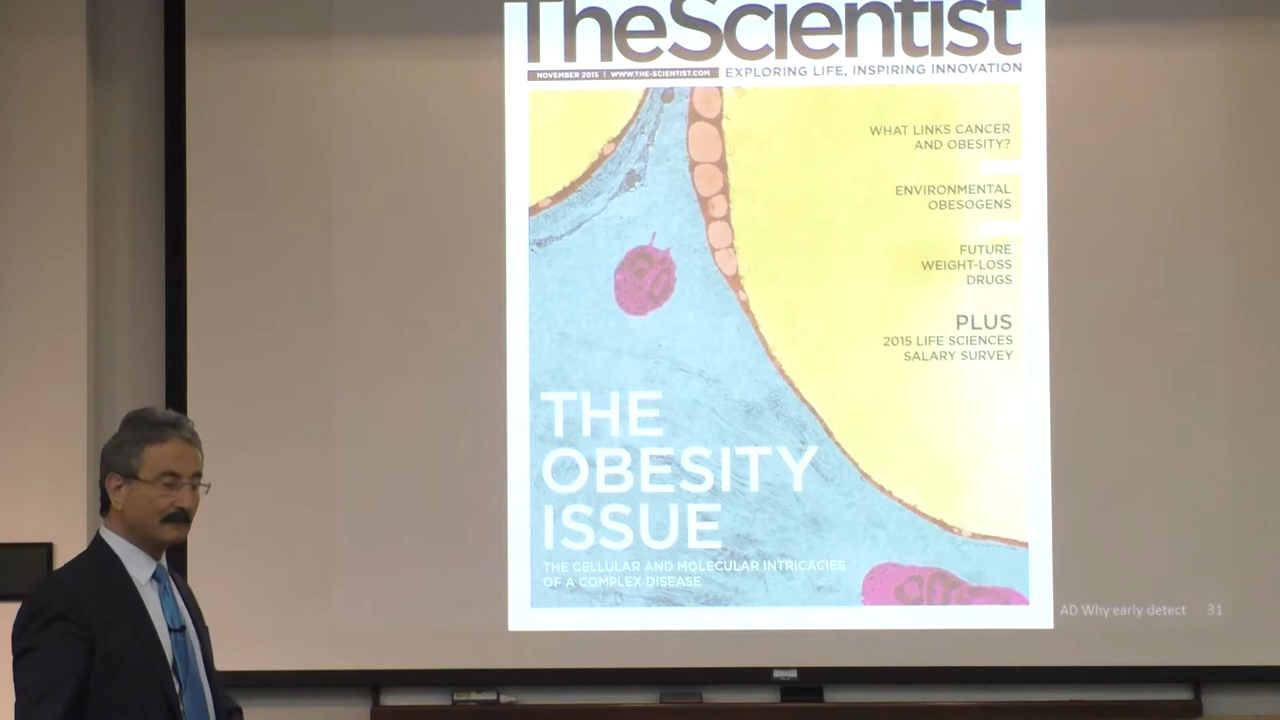 TheScientist
NOVEMBER 2015 | WWW.THE-SCIENTIST.COM
EXPLORING LIFE, INSPIRING INNOVATION
WHAT LINKS CANCER
AND OBESITY?
ENVIRONMENTAL
OBESOGENS
FUTURE
WEIGHT-LOSS
DRUGS
PLUS
2015 LIFE SCIENCES
SALARY SURVEY
THE
OBESITY
ISSUE
THE CELLULAR AND MOLECULAR INTRICACIES
OF A COMPLEX DISEASE
AD Why early detect 31